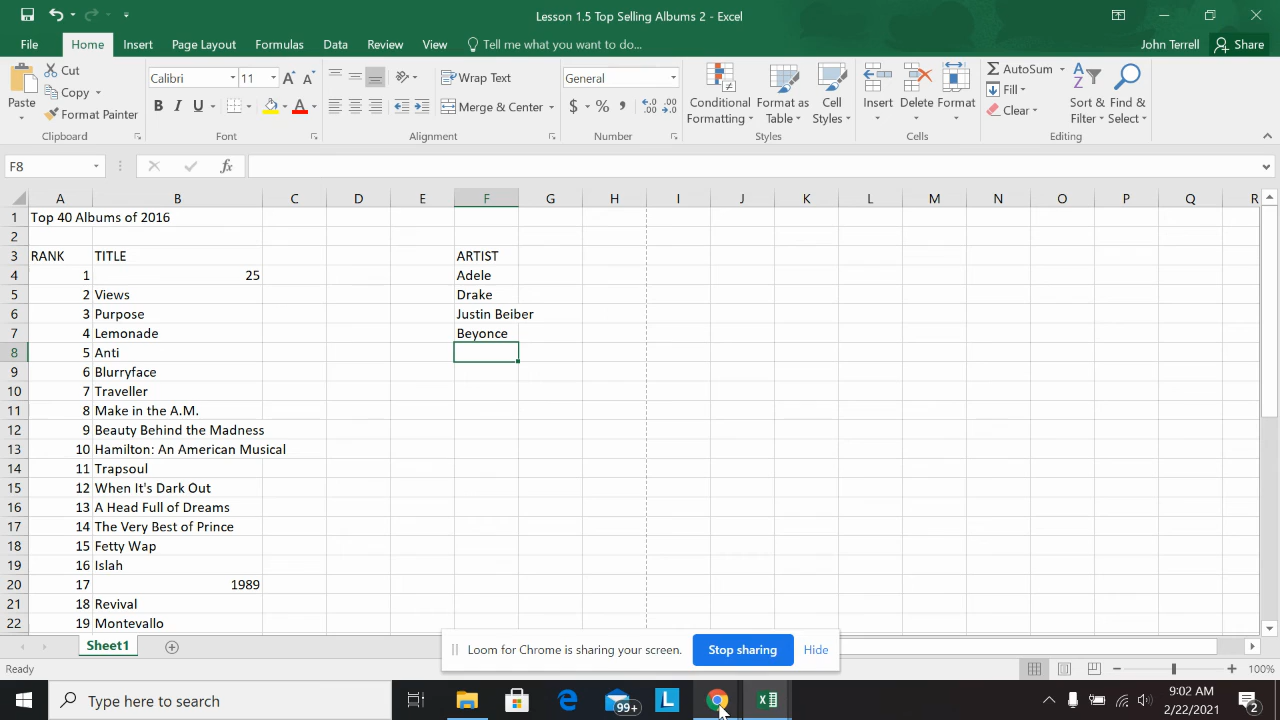 Lesson 1.5 Top Selling Albums 2 - Excel
File Home Insert Page Layout Formulas Data Review View Tell me what you want to do... John Terrell Share
Paste
Cut
Copy
Format Painter
Clipboard
Calibri 11 A A
B I U A
Font
Wrap Text
Merge & Center
Alignment
General
$ % , .0 .00 .00 .0
Number
Conditional Formatting
Format as Table
Cell Styles
Styles
Insert Delete Format
Cells
AutoSum
Fill
Clear
Sort & Filter
Find & Select
Editing
F8 fx
A B C D E F G H I J K L M N O P Q R
1 Top 40 Albums of 2016
2
3 RANK TITLE ARTIST
4 1 25 Adele
5 2 Views Drake
6 3 Purpose Justin Beiber
7 4 Lemonade Beyonce
8 5 Anti
9 6 Blurryface
10 7 Traveller
11 8 Make in the A.M.
12 9 Beauty Behind the Madness
13 10 Hamilton: An American Musical
14 11 Trapsoul
15 12 When It's Dark Out
16 13 A Head Full of Dreams
17 14 The Very Best of Prince
18 15 Fetty Wap
19 16 Islah
20 17 1989
21 18 Revival
22 19 Montevallo
Loom for Chrome is sharing your screen. Stop sharing Hide
Sheet1
Ready 100%
Type here to search
99+
L
9:02 AM
2/22/2021
2